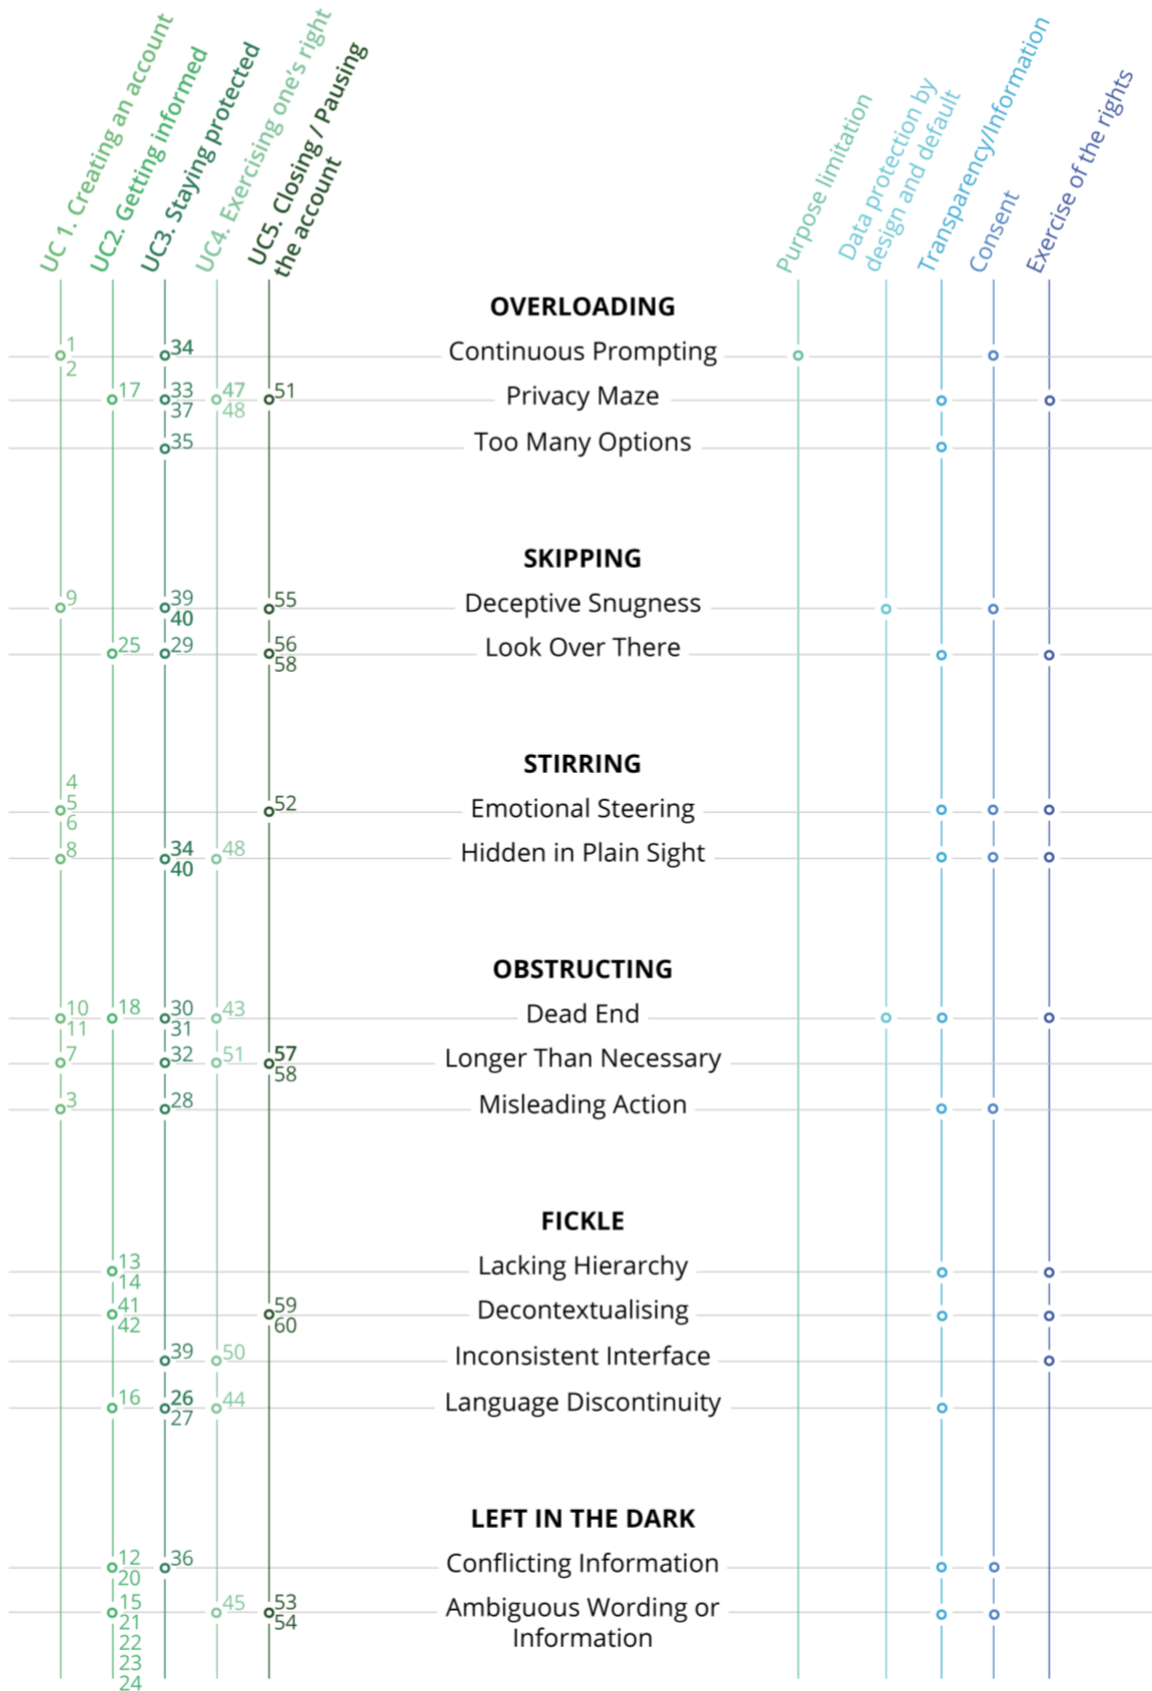 UC 1. Creating an account
UC2. Getting informed
UC3. Staying protected
UC4. Exercising one's right
UC5. Closing / Pausing
the account
Purpose limitation
Data protection by
design and default
Transparency/Information
Consent
Exercise of the rights
OVERLOADING
1
2
34
Continuous Prompting
17
33
37
47
48
51
Privacy Maze
35
Too Many Options
SKIPPING
9
39
40
55
Deceptive Snugness
25
29
56
58
Look Over There
STIRRING
4
5
6
52
Emotional Steering
8
34
40
48
Hidden in Plain Sight
OBSTRUCTING
10
11
18
30
31
43
Dead End
7
32
51
57
58
Longer Than Necessary
3
28
Misleading Action
FICKLE
13
14
Lacking Hierarchy
41
42
59
60
Decontextualising
39
50
Inconsistent Interface
16
26
27
44
Language Discontinuity
LEFT IN THE DARK
12
20
36
Conflicting Information
15
21
22
23
24
45
53
54
Ambiguous Wording or
Information